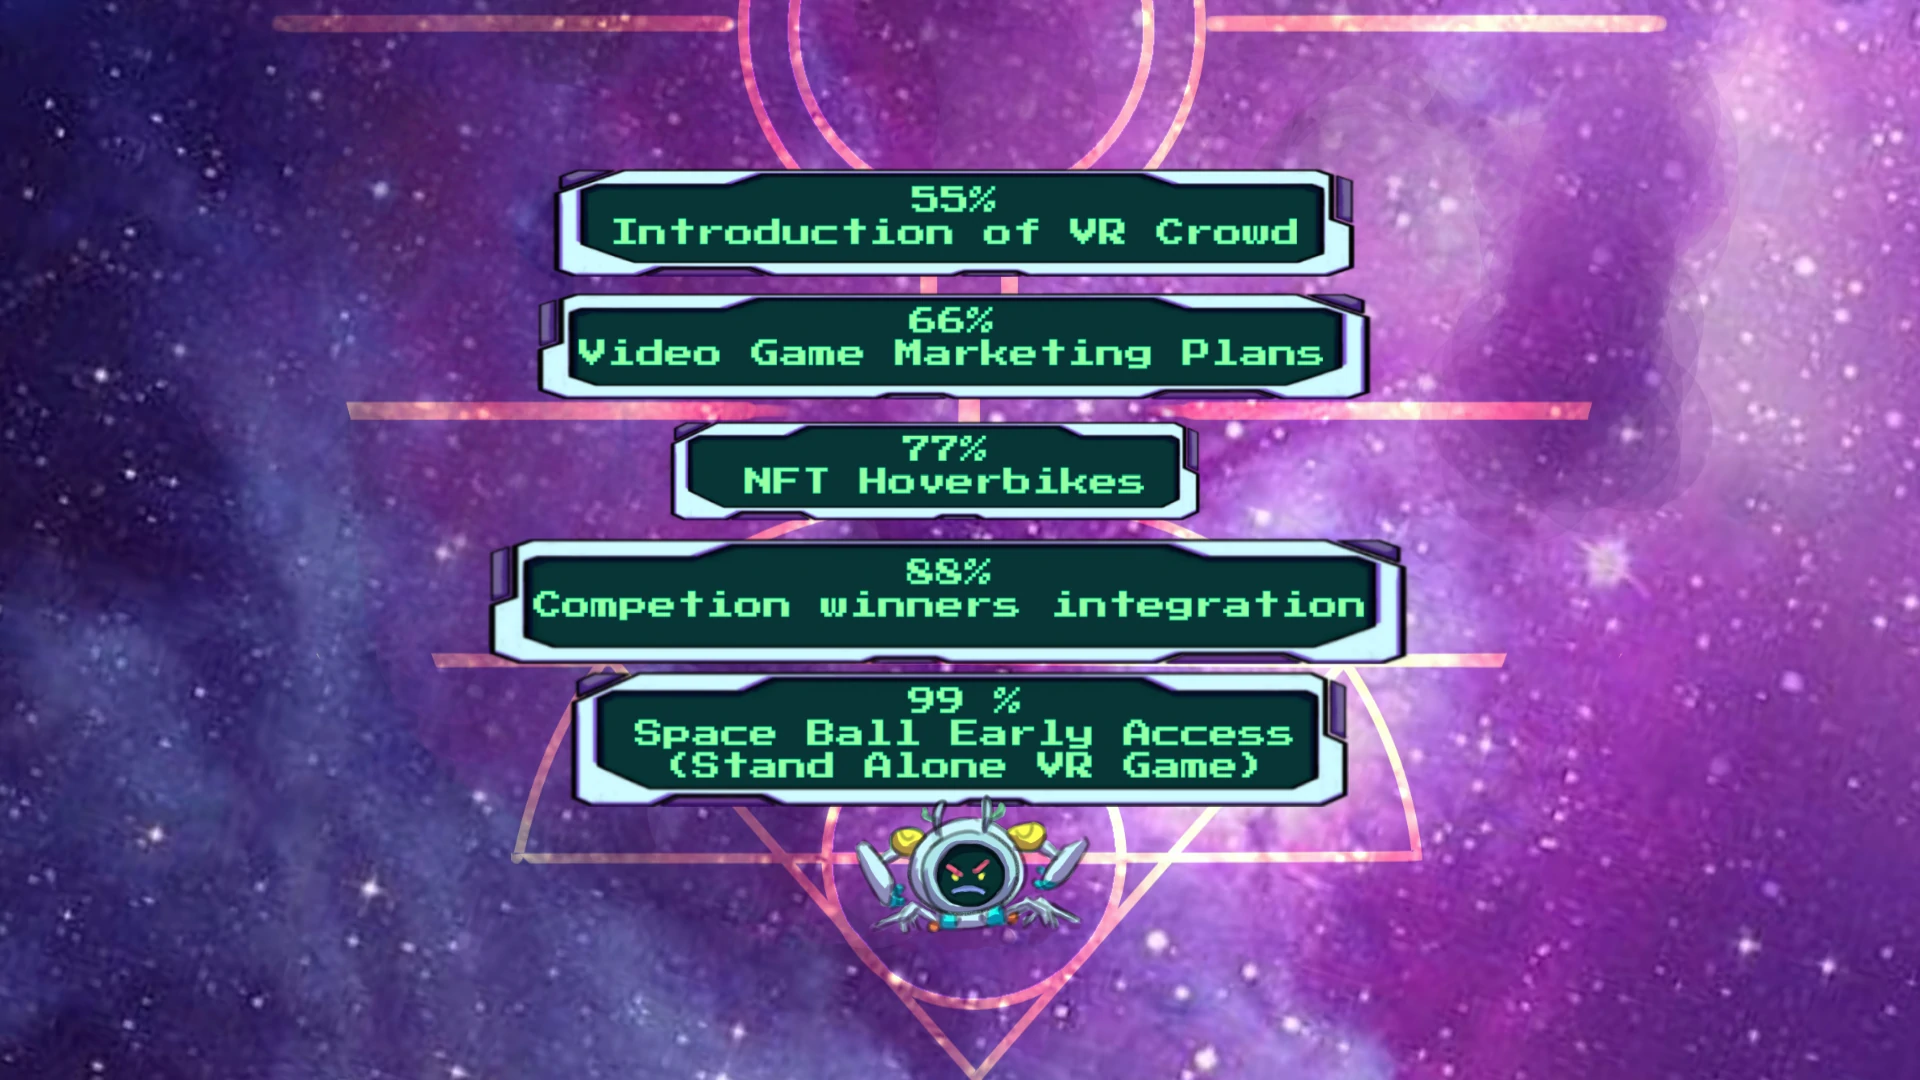 55%
Introduction of VR Crowd
66%
Video Game Marketing Plans
77%
NFT Hoverbikes
88%
Competion winners integration
99 %
Space Ball Early Access
(Stand Alone VR Game)